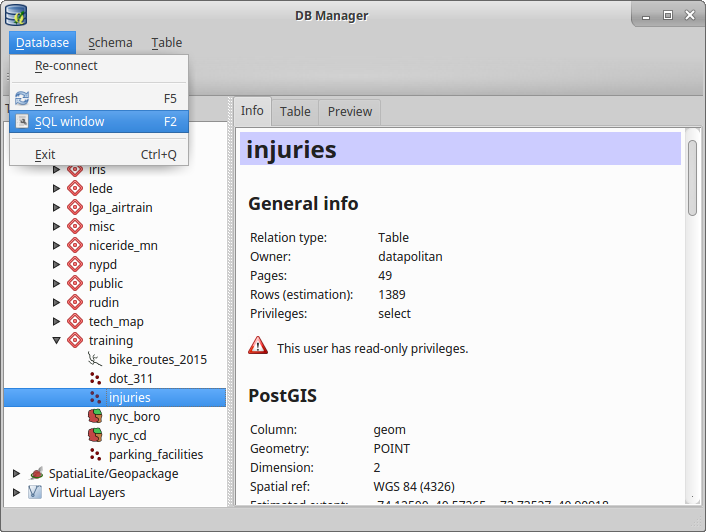 DB Manager
Database Schema Table
Re-connect
Refresh F5
SQL window F2
Exit Ctrl+Q
Info Table Preview
iris
lede
lga_airtrain
misc
niceride_mn
nypd
public
rudin
tech_map
training
bike_routes_2015
dot_311
injuries
nyc_boro
nyc_cd
parking_facilities
SpatiaLite/Geopackage
Virtual Layers
injuries
General info
Relation type: Table
Owner: datapolitan
Pages: 49
Rows (estimation): 1389
Privileges: select
This user has read-only privileges.
PostGIS
Column: geom
Geometry: POINT
Dimension: 2
Spatial ref: WGS 84 (4326)